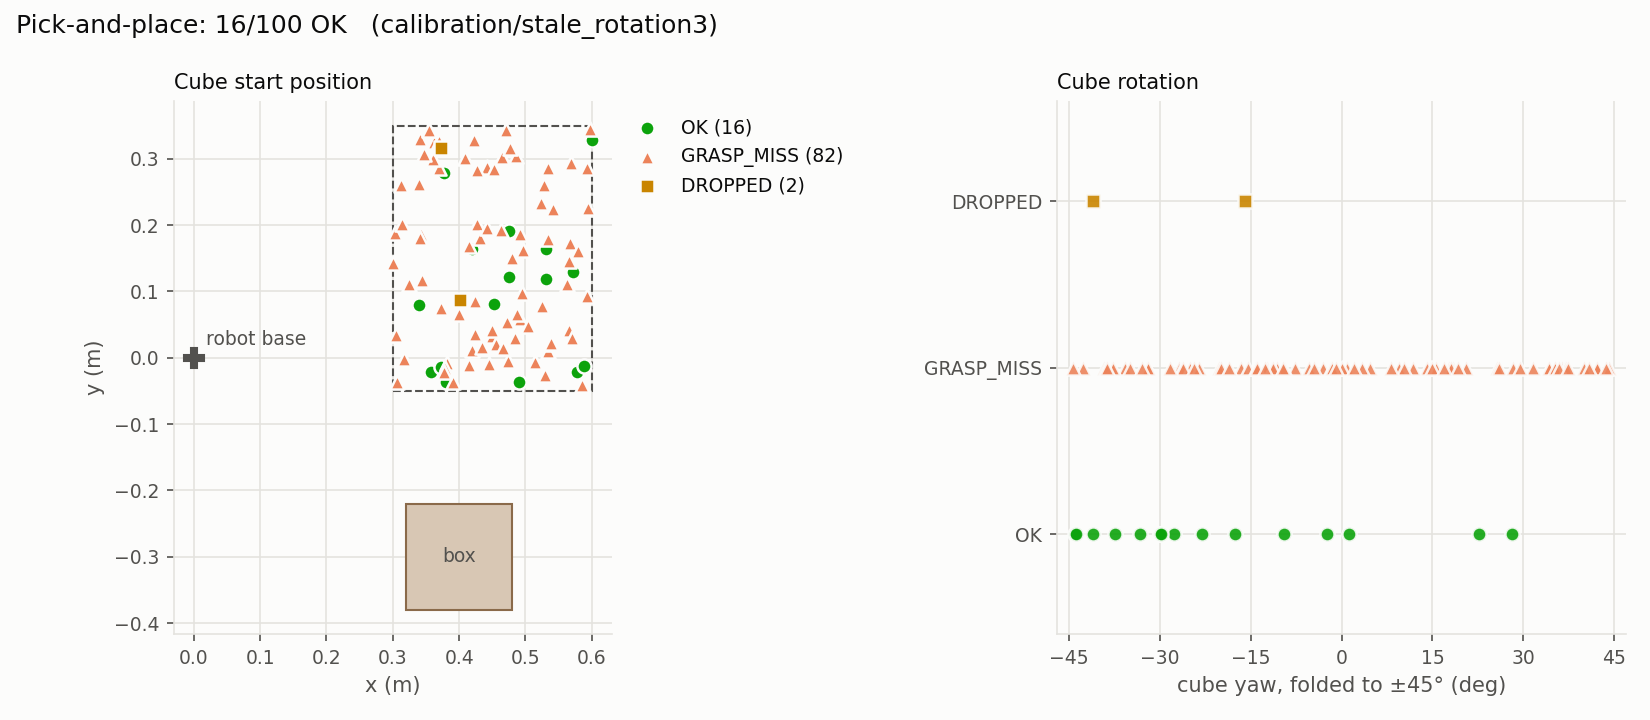 Pick-and-place: 16/100 OK (calibration/stale_rotation3)
Cube start position
0.3
0.2
0.1
0.0
−0.1
−0.2
−0.3
−0.4
y (m)
robot base
box
0.0 0.1 0.2 0.3 0.4 0.5 0.6
x (m)
OK (16)
GRASP_MISS (82)
DROPPED (2)
Cube rotation
DROPPED
GRASP_MISS
OK
−45 −30 −15 0 15 30 45
cube yaw, folded to ±45° (deg)